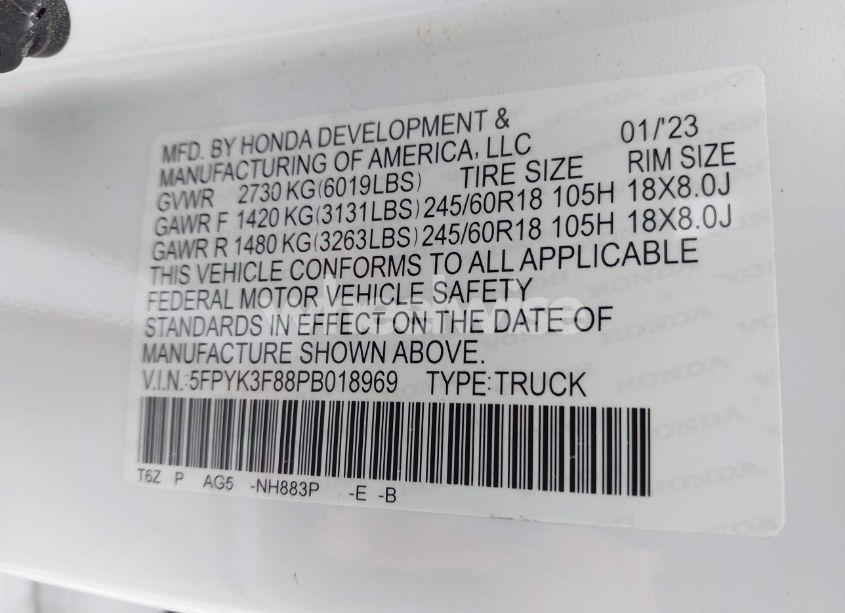 MFD. BY HONDA DEVELOPMENT &
MANUFACTURING OF AMERICA, LLC 01/'23
GVWR 2730 KG(6019LBS) TIRE SIZE RIM SIZE
GAWR F 1420 KG(3131LBS) 245/60R18 105H 18X8.0J
GAWR R 1480 KG(3263LBS) 245/60R18 105H 18X8.0J
THIS VEHICLE CONFORMS TO ALL APPLICABLE
FEDERAL MOTOR VEHICLE SAFETY
STANDARDS IN EFFECT ON THE DATE OF
MANUFACTURE SHOWN ABOVE.
V.I.N.:5FPYK3F88PB018969 TYPE:TRUCK
T6Z P AG5 -NH883P -E -B